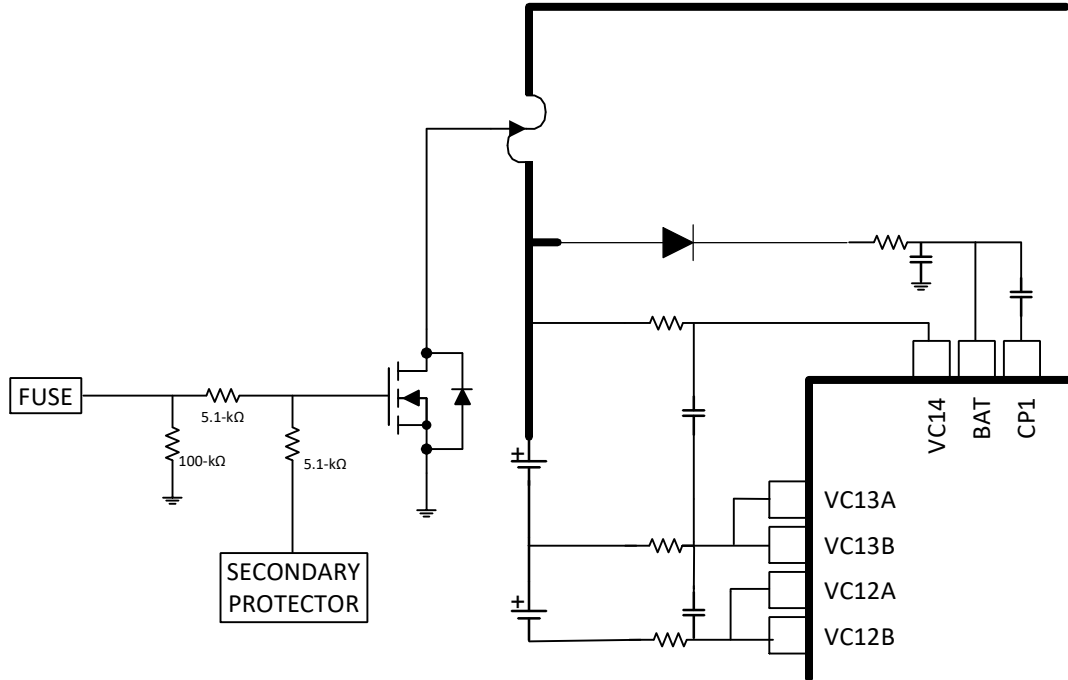 FUSE
5.1-kΩ
100-kΩ
5.1-kΩ
SECONDARY
PROTECTOR
+
+
VC14
BAT
CP1
VC13A
VC13B
VC12A
VC12B